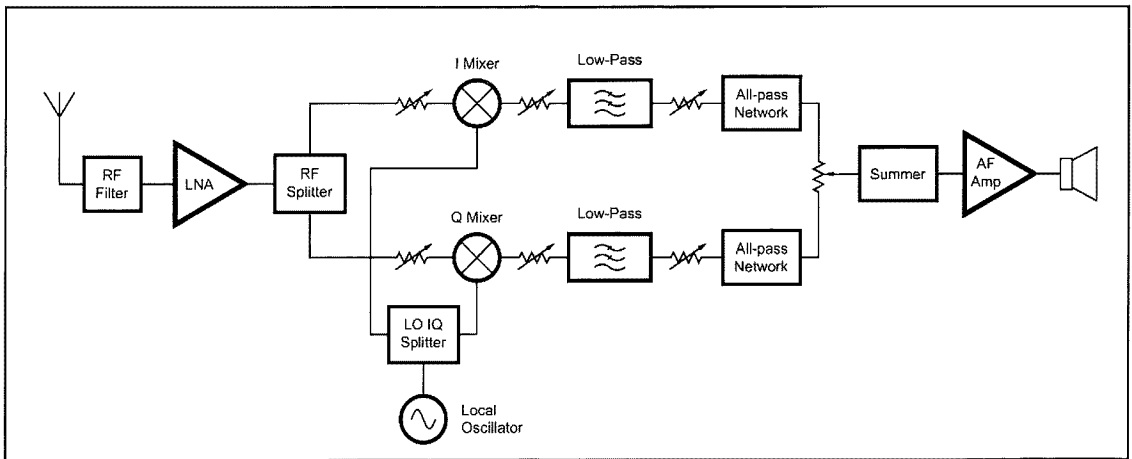 I Mixer
Low-Pass
All-pass
Network
RF
Filter
LNA
RF
Splitter
Summer
AF
Amp
Q Mixer
Low-Pass
All-pass
Network
LO IQ
Splitter
Local
Oscillator